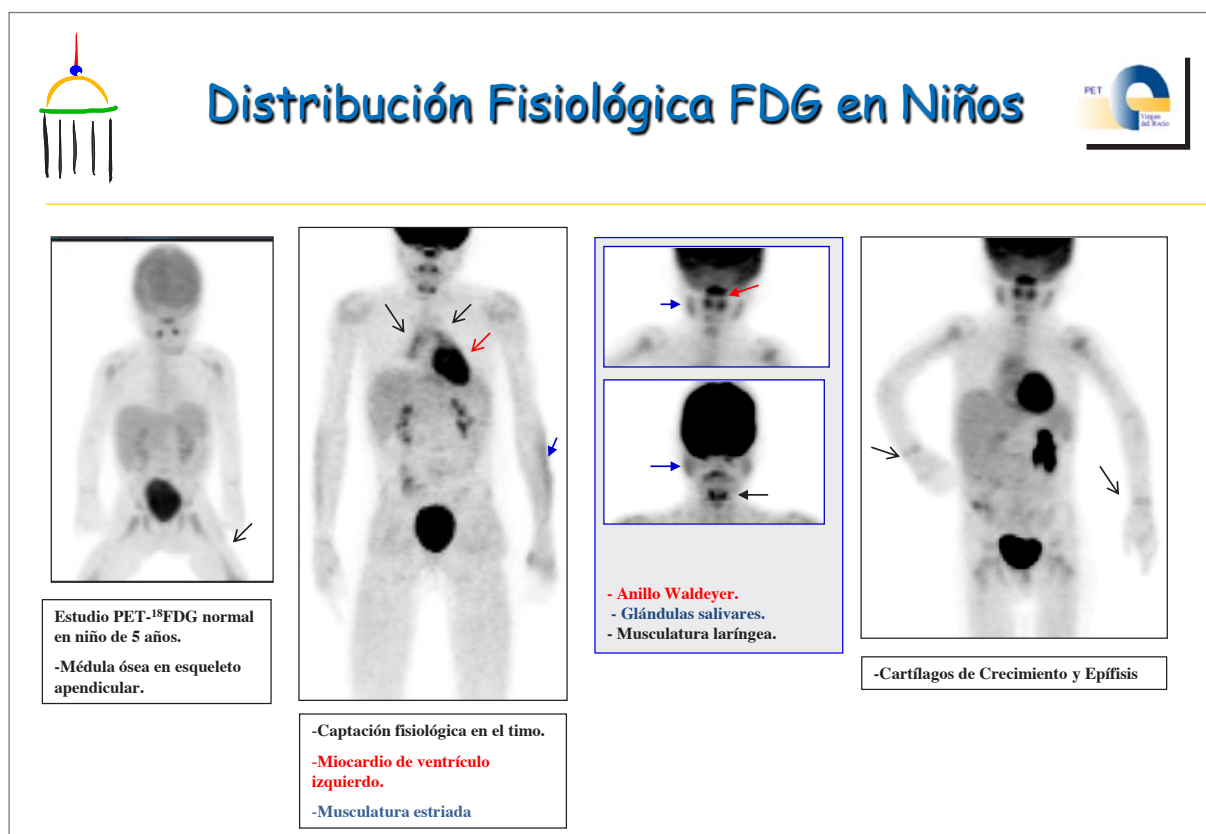 Distribución Fisiológica FDG en Niños
PET
Virgen
del Rocío
Estudio PET-¹⁸FDG normal
en niño de 5 años.
-Médula ósea en esqueleto
apendicular.
-Captación fisiológica en el timo.
-Miocardio de ventrículo
izquierdo.
-Musculatura estriada
- Anillo Waldeyer.
- Glándulas salivares.
- Musculatura laríngea.
-Cartílagos de Crecimiento y Epífisis